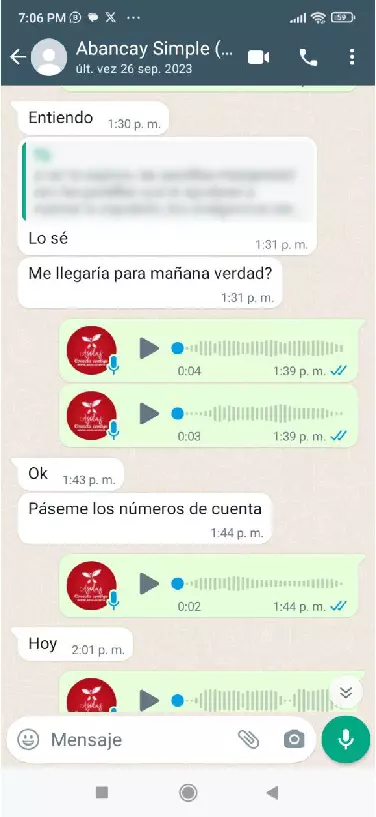 7:06 PM
59
Abancay Simple (...
últ. vez 26 sep. 2023
Entiendo
1:30 p. m.
Lo sé
1:31 p. m.
Me llegaría para mañana verdad?
1:31 p. m.
0:04
1:39 p. m.
0:03
1:39 p. m.
Ok
1:43 p. m.
Páseme los números de cuenta
1:44 p. m.
0:02
1:44 p. m.
Hoy
2:01 p. m.
Mensaje